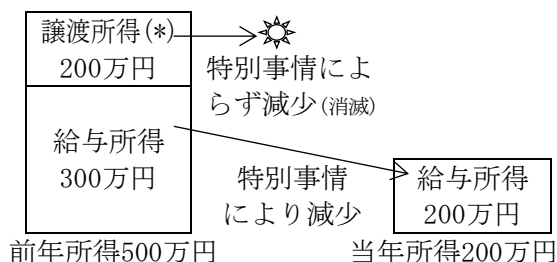 譲渡所得(*)
200万円
特別事情によ
らず減少(消滅)
給与所得
300万円
特別事情
により減少
給与所得
200万円
前年所得500万円
当年所得200万円